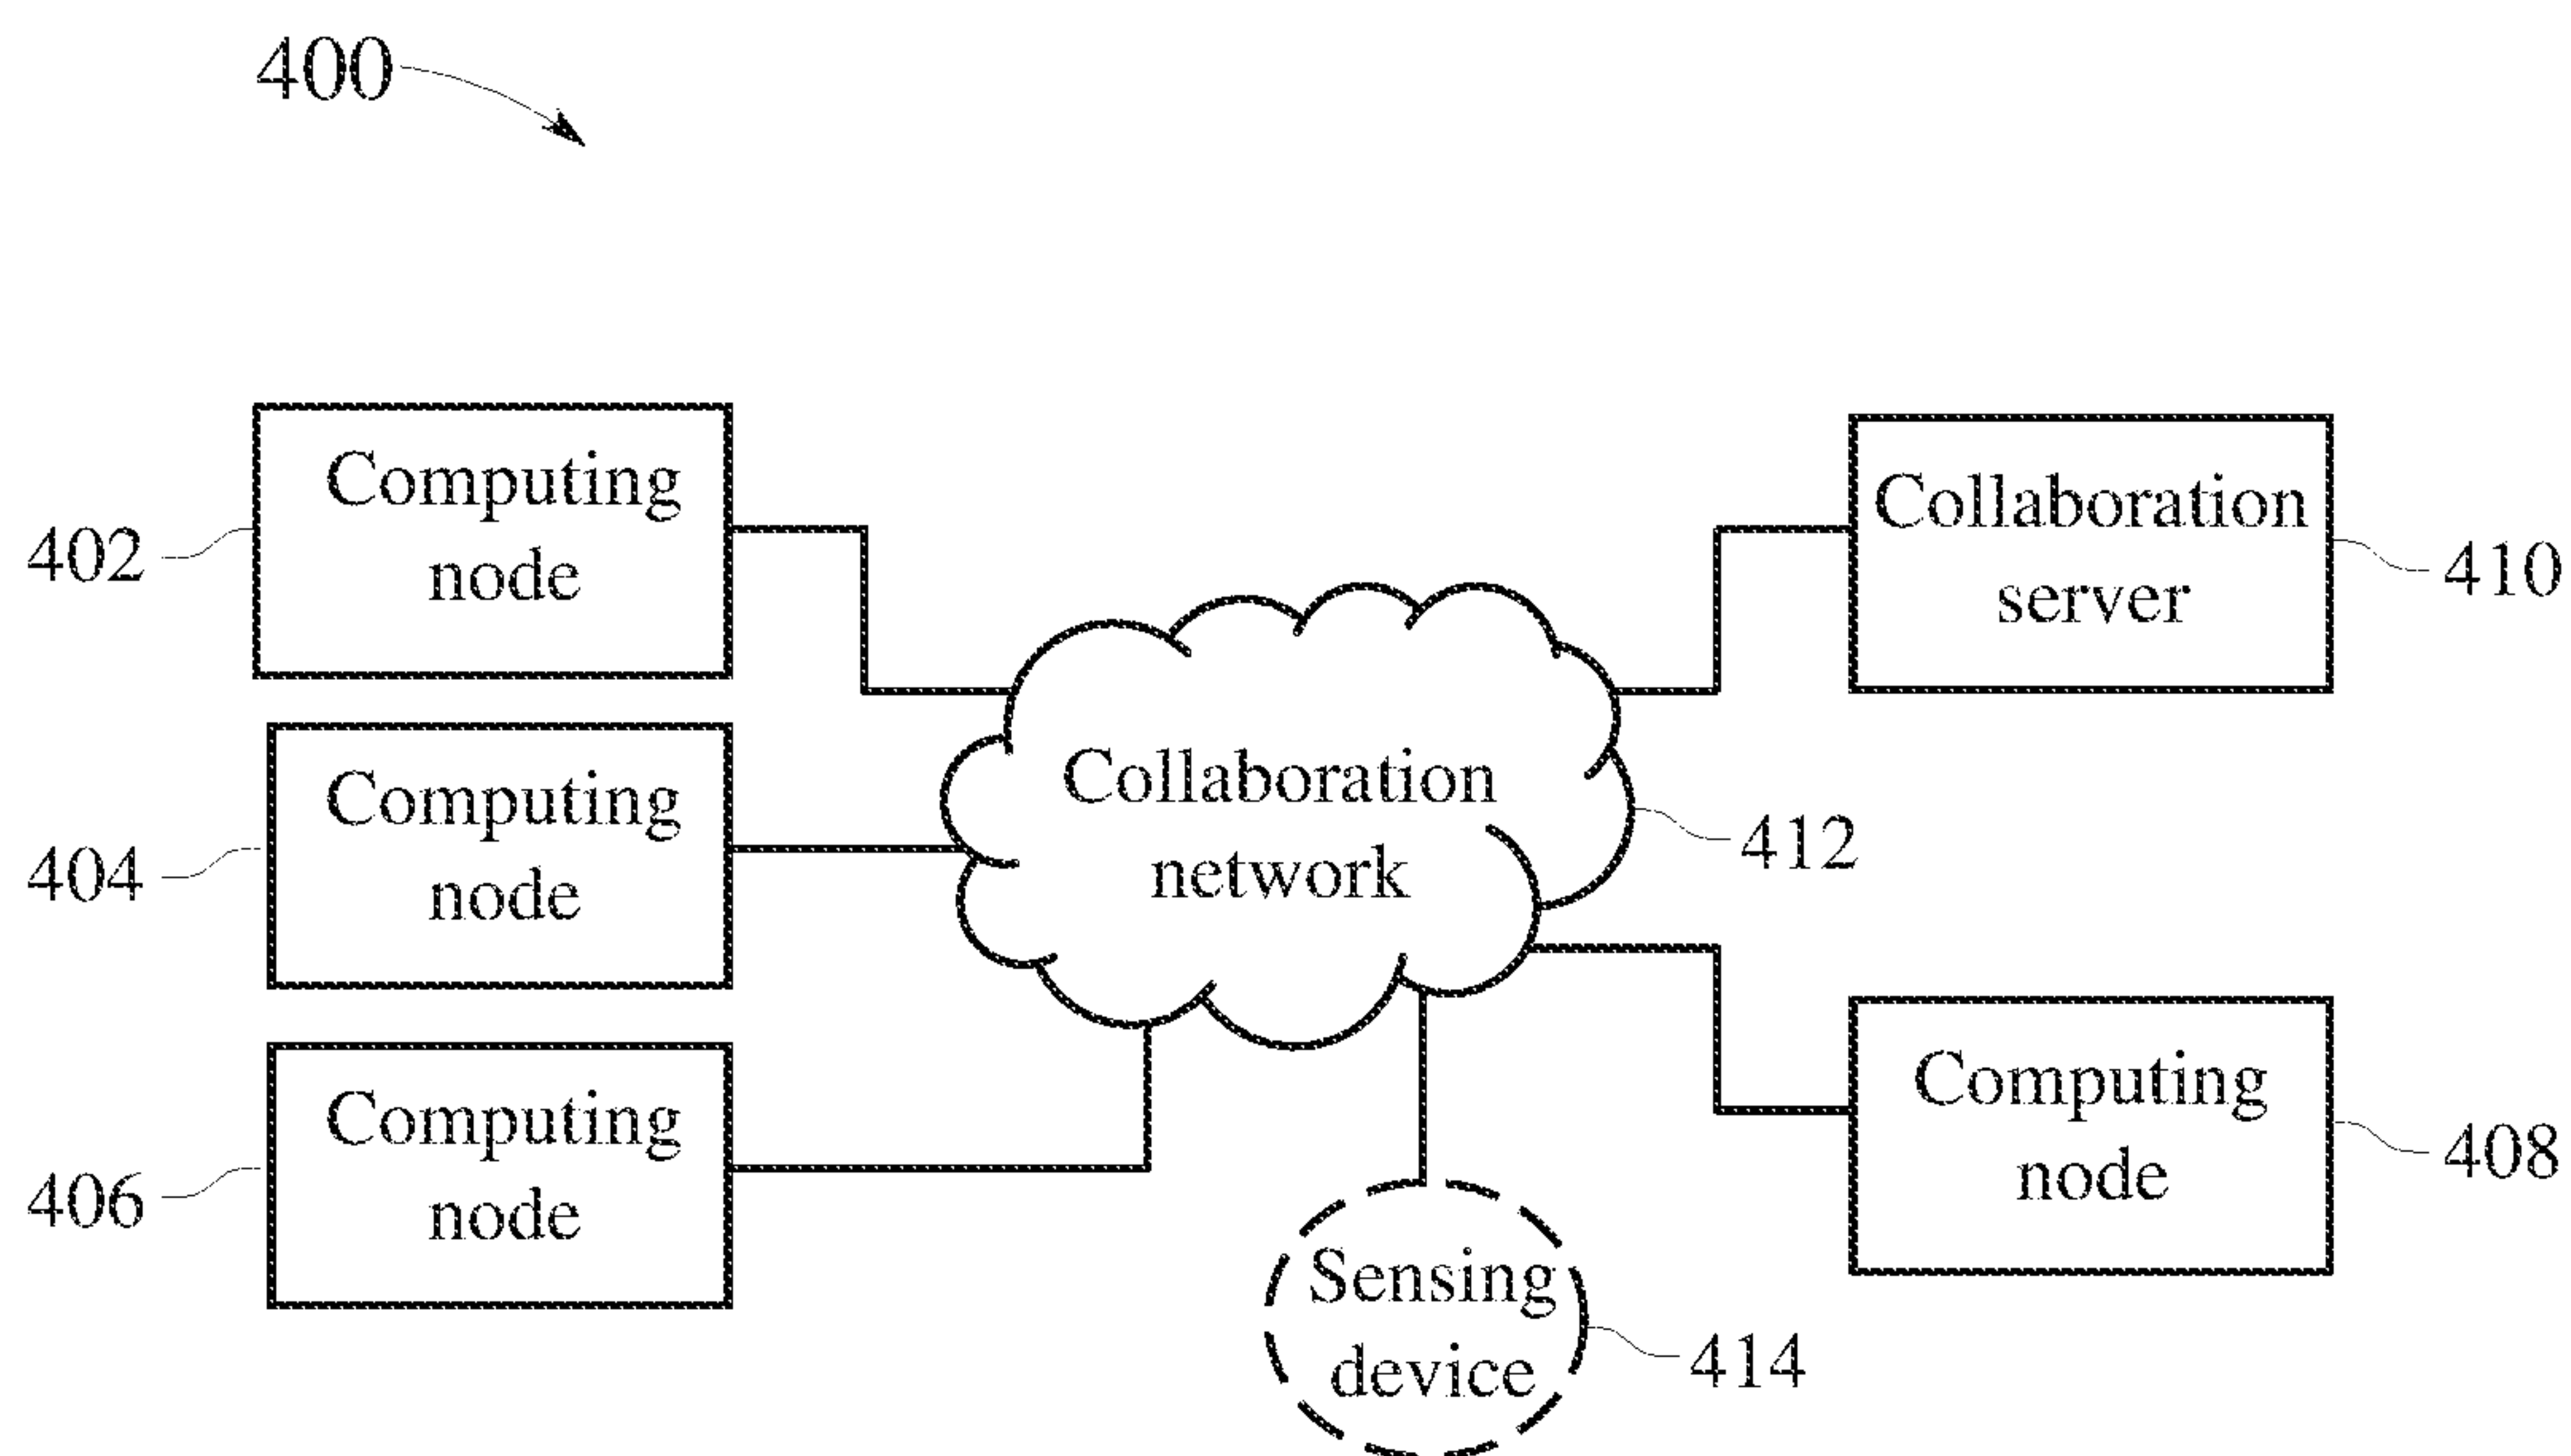 400
Computing
node
402
Collaboration
server
410
Computing
node
404
Collaboration
network
412
Computing
node
406
Computing
node
408
Sensing
device
414